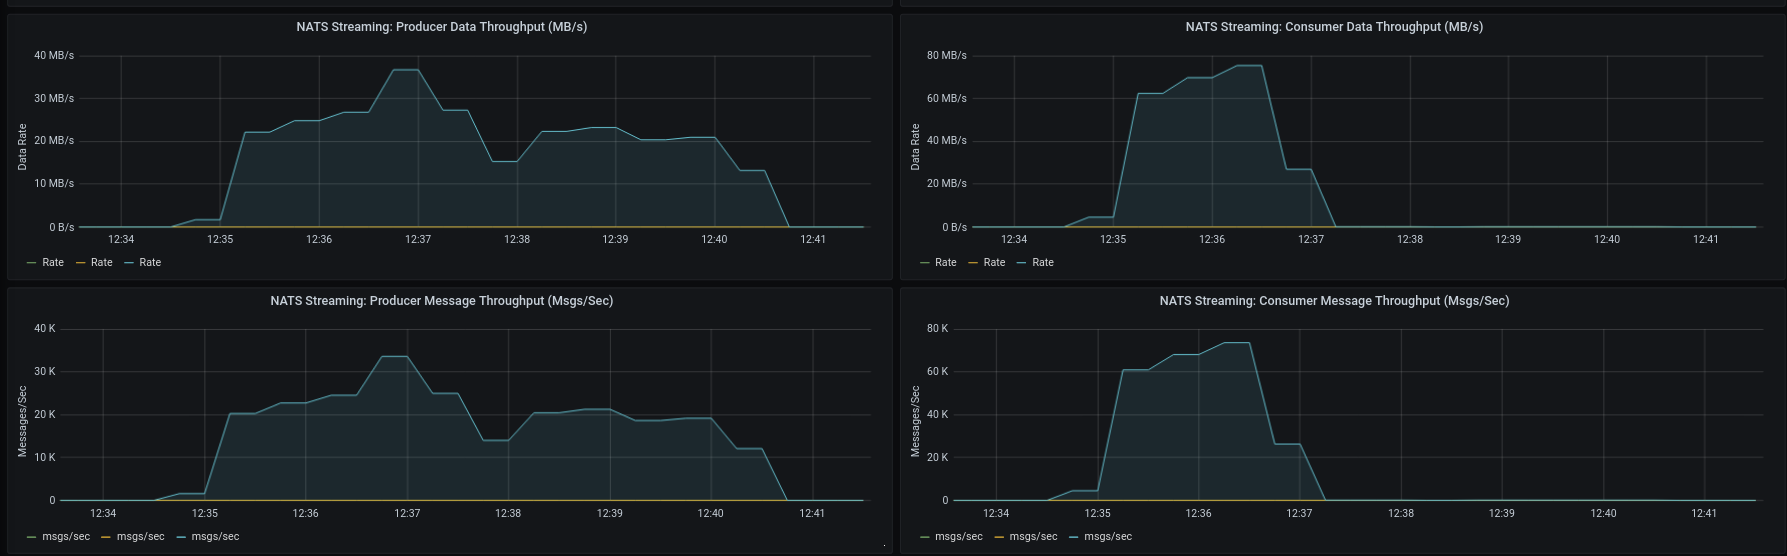 NATS Streaming: Producer Data Throughput (MB/s)
40 MB/s
30 MB/s
20 MB/s
10 MB/s
0 B/s
Data Rate
12:34 12:35 12:36 12:37 12:38 12:39 12:40 12:41
Rate Rate Rate
NATS Streaming: Consumer Data Throughput (MB/s)
80 MB/s
60 MB/s
40 MB/s
20 MB/s
0 B/s
Data Rate
12:34 12:35 12:36 12:37 12:38 12:39 12:40 12:41
Rate Rate Rate
NATS Streaming: Producer Message Throughput (Msgs/Sec)
40 K
30 K
20 K
10 K
0
Messages/Sec
12:34 12:35 12:36 12:37 12:38 12:39 12:40 12:41
msgs/sec msgs/sec msgs/sec
NATS Streaming: Consumer Message Throughput (Msgs/Sec)
80 K
60 K
40 K
20 K
0
Messages/Sec
12:34 12:35 12:36 12:37 12:38 12:39 12:40 12:41
msgs/sec msgs/sec msgs/sec